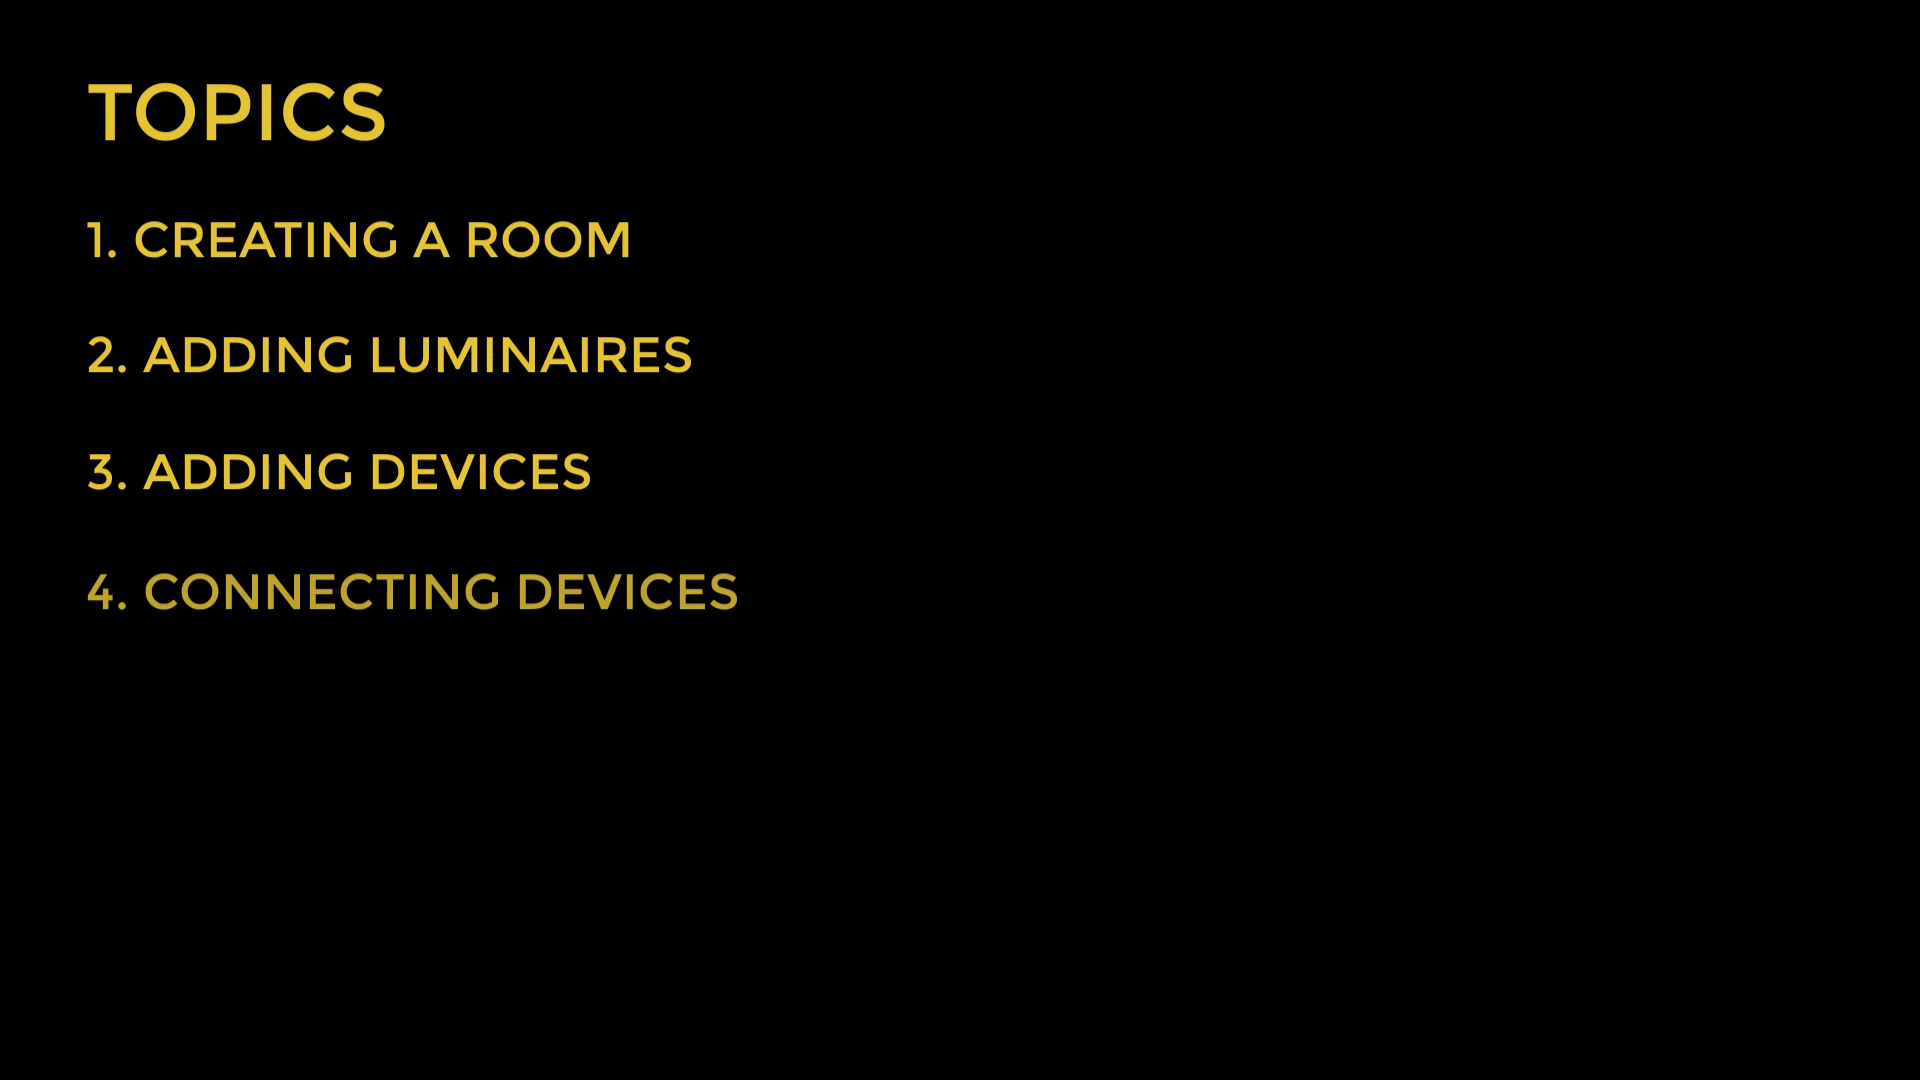 TOPICS
1. CREATING A ROOM
2. ADDING LUMINAIRES
3. ADDING DEVICES
4. CONNECTING DEVICES